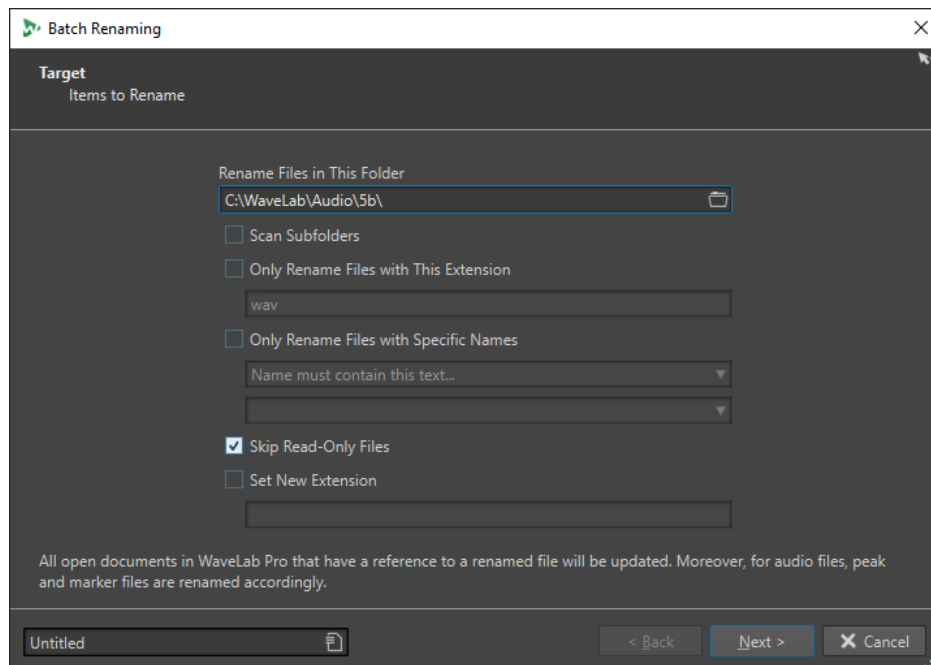 Batch Renaming
Target
Items to Rename
Rename Files in This Folder
C:\WaveLab\Audio\5b\
Scan Subfolders
Only Rename Files with This Extension
wav
Only Rename Files with Specific Names
Name must contain this text...
Skip Read-Only Files
Set New Extension
All open documents in WaveLab Pro that have a reference to a renamed file will be updated. Moreover, for audio files, peak
and marker files are renamed accordingly.
Untitled
< Back
Next >
Cancel